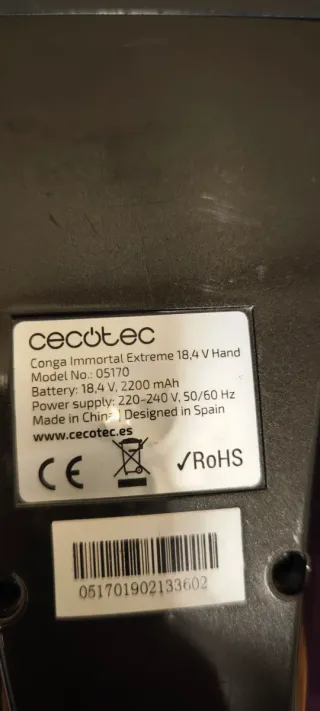 cecotec
Conga Immortal Extreme 18,4 V Hand
Model No.: 05170
Battery: 18,4 V, 2200 mAh
Power supply: 220-240 V, 50/60 Hz
Made in China, Designed in Spain
www.cecotec.es
CE
✓RoHS
051701902133602